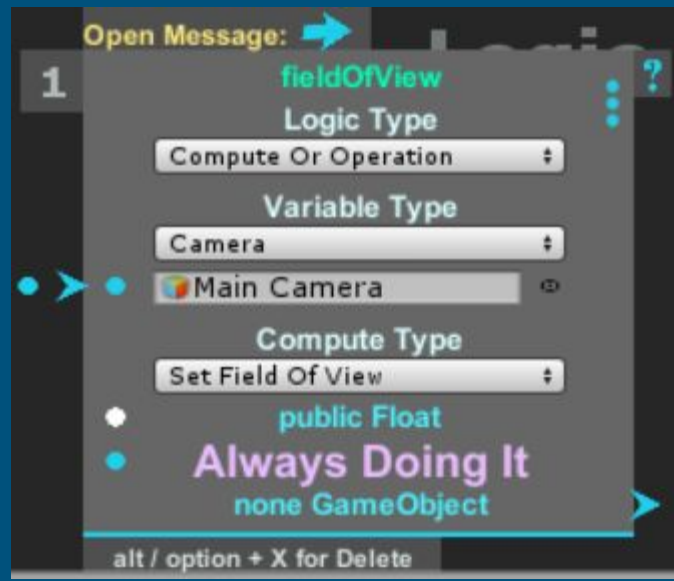 Open Message:
1
fieldOfView
?
Logic Type
Compute Or Operation
Variable Type
Camera
Main Camera
Compute Type
Set Field Of View
public Float
Always Doing It
none GameObject
alt / option + X for Delete